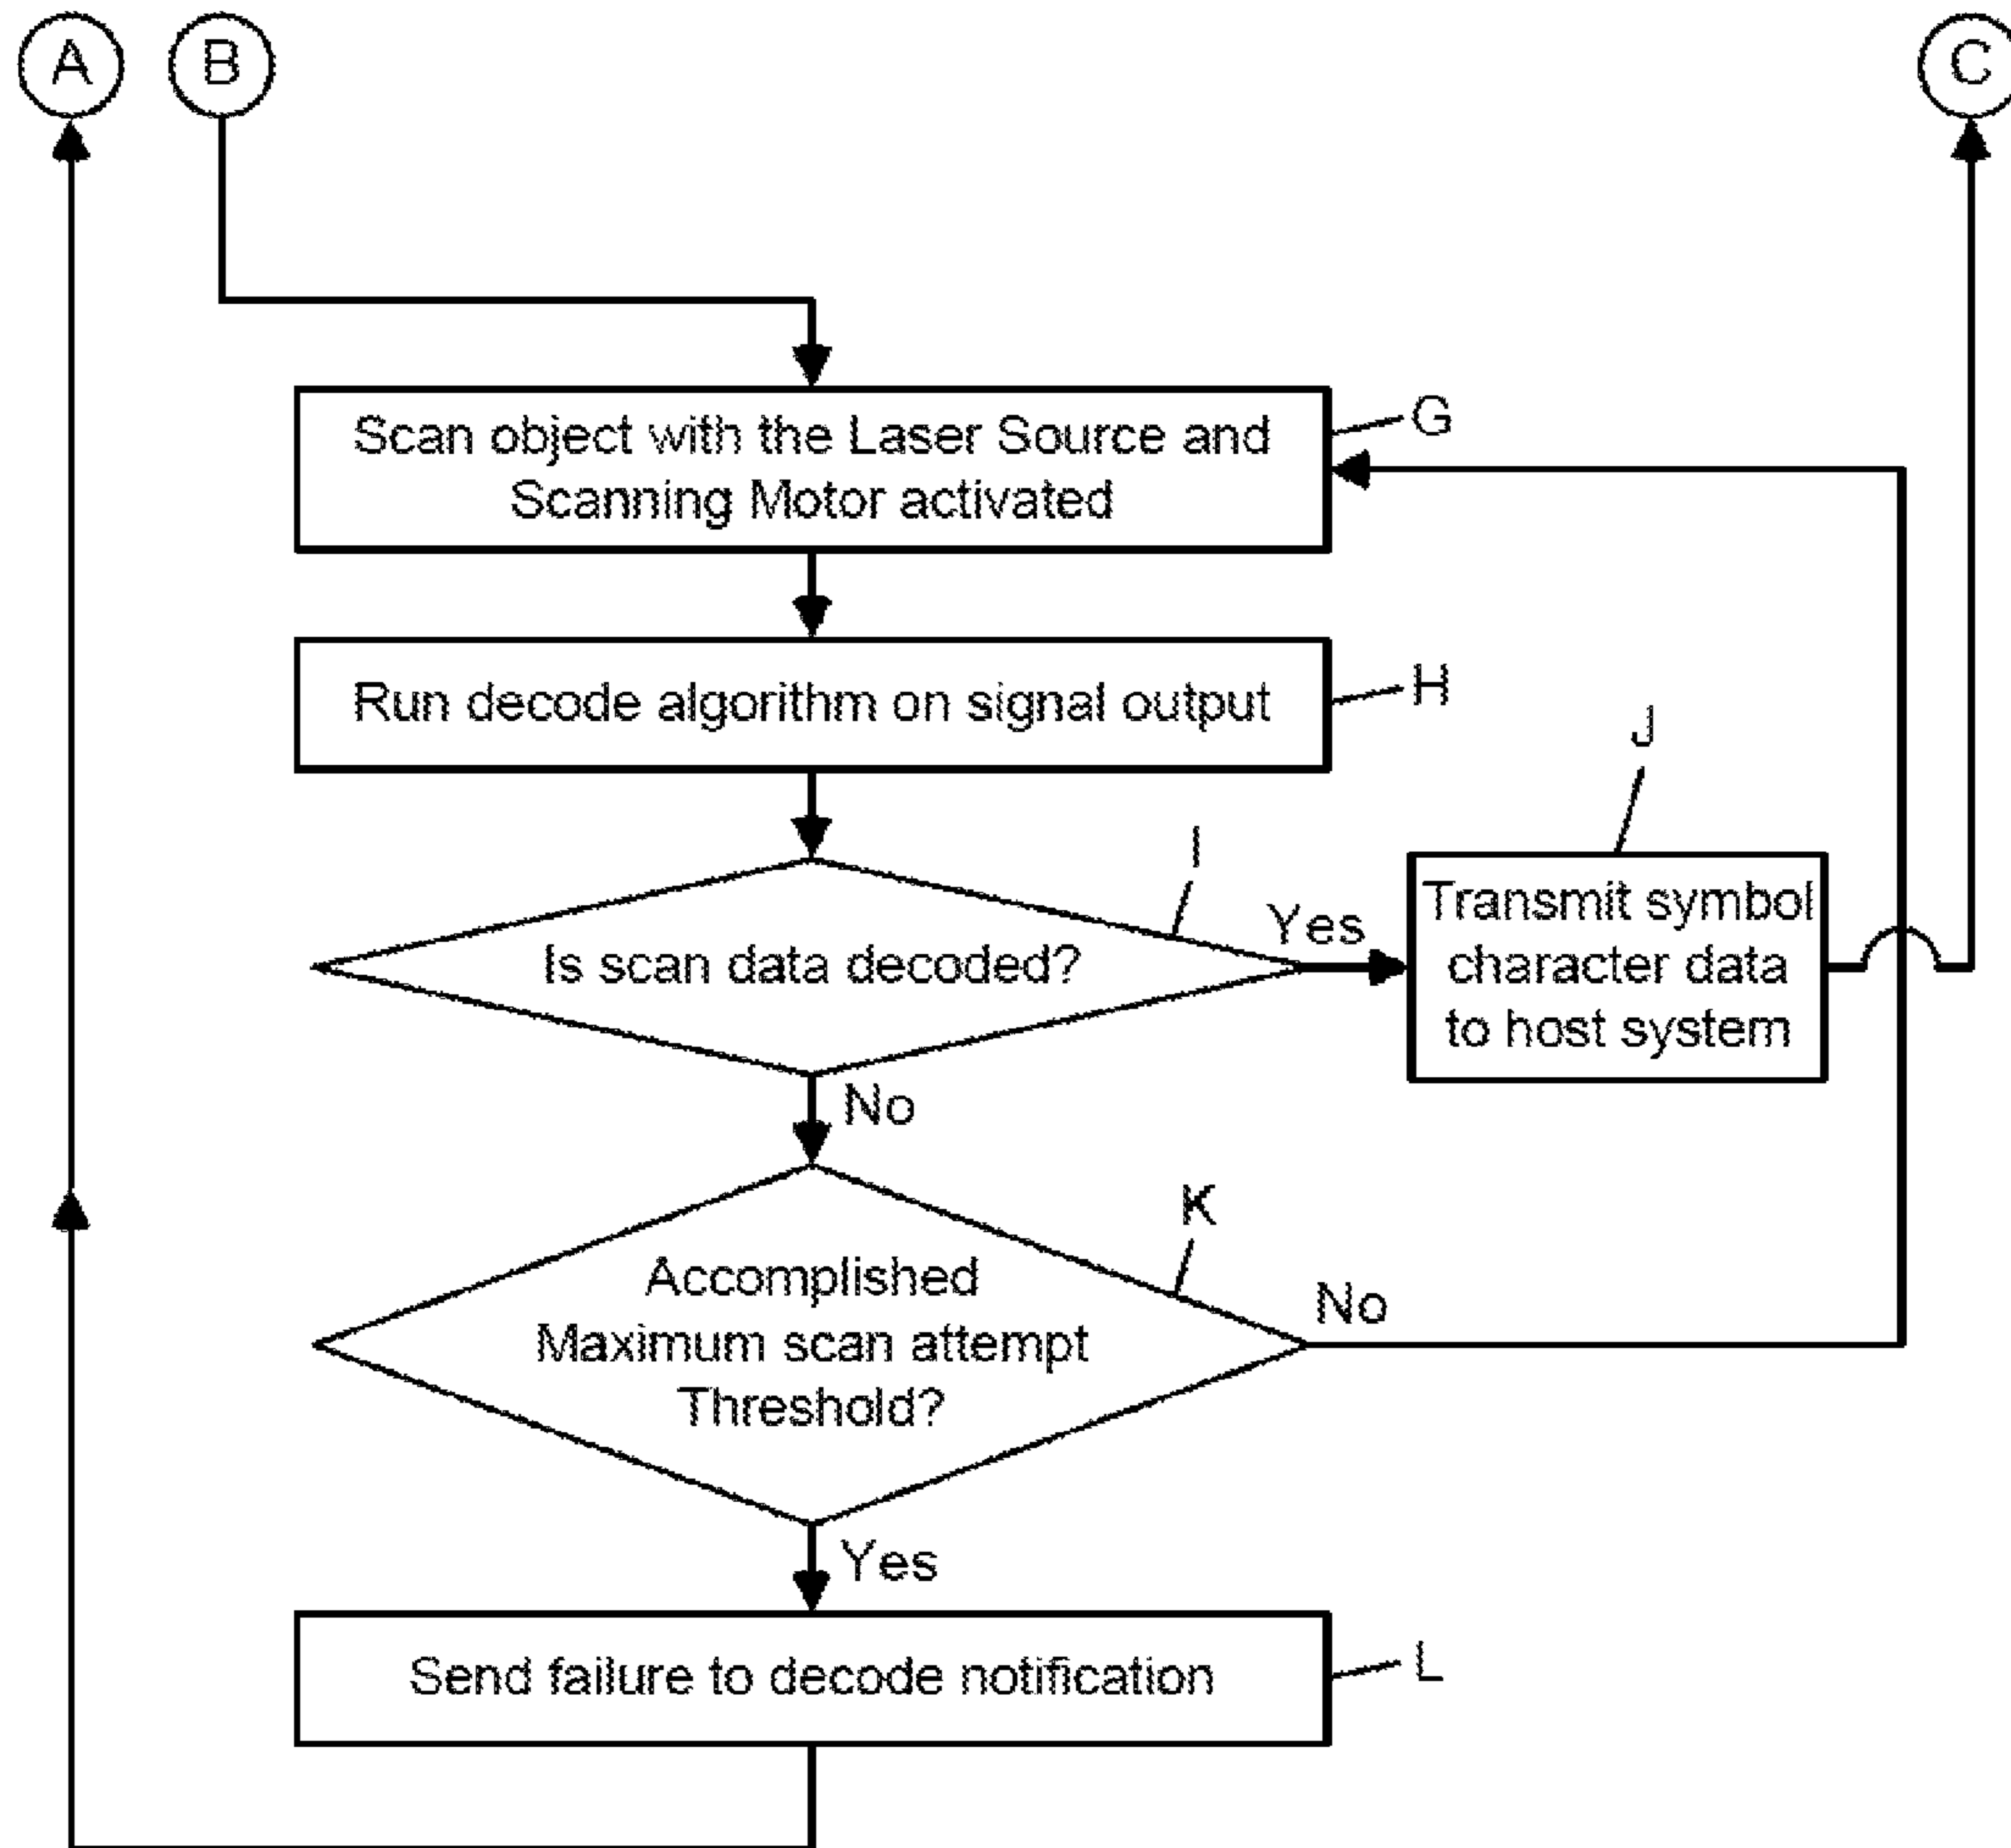 A
B
C
Scan object with the Laser Source and
Scanning Motor activated
G
Run decode algorithm on signal output
H
J
I
Is scan data decoded?
Yes
Transmit symbol
character data
to host system
No
K
Accomplished
Maximum scan attempt
Threshold?
No
Yes
Send failure to decode notification
L